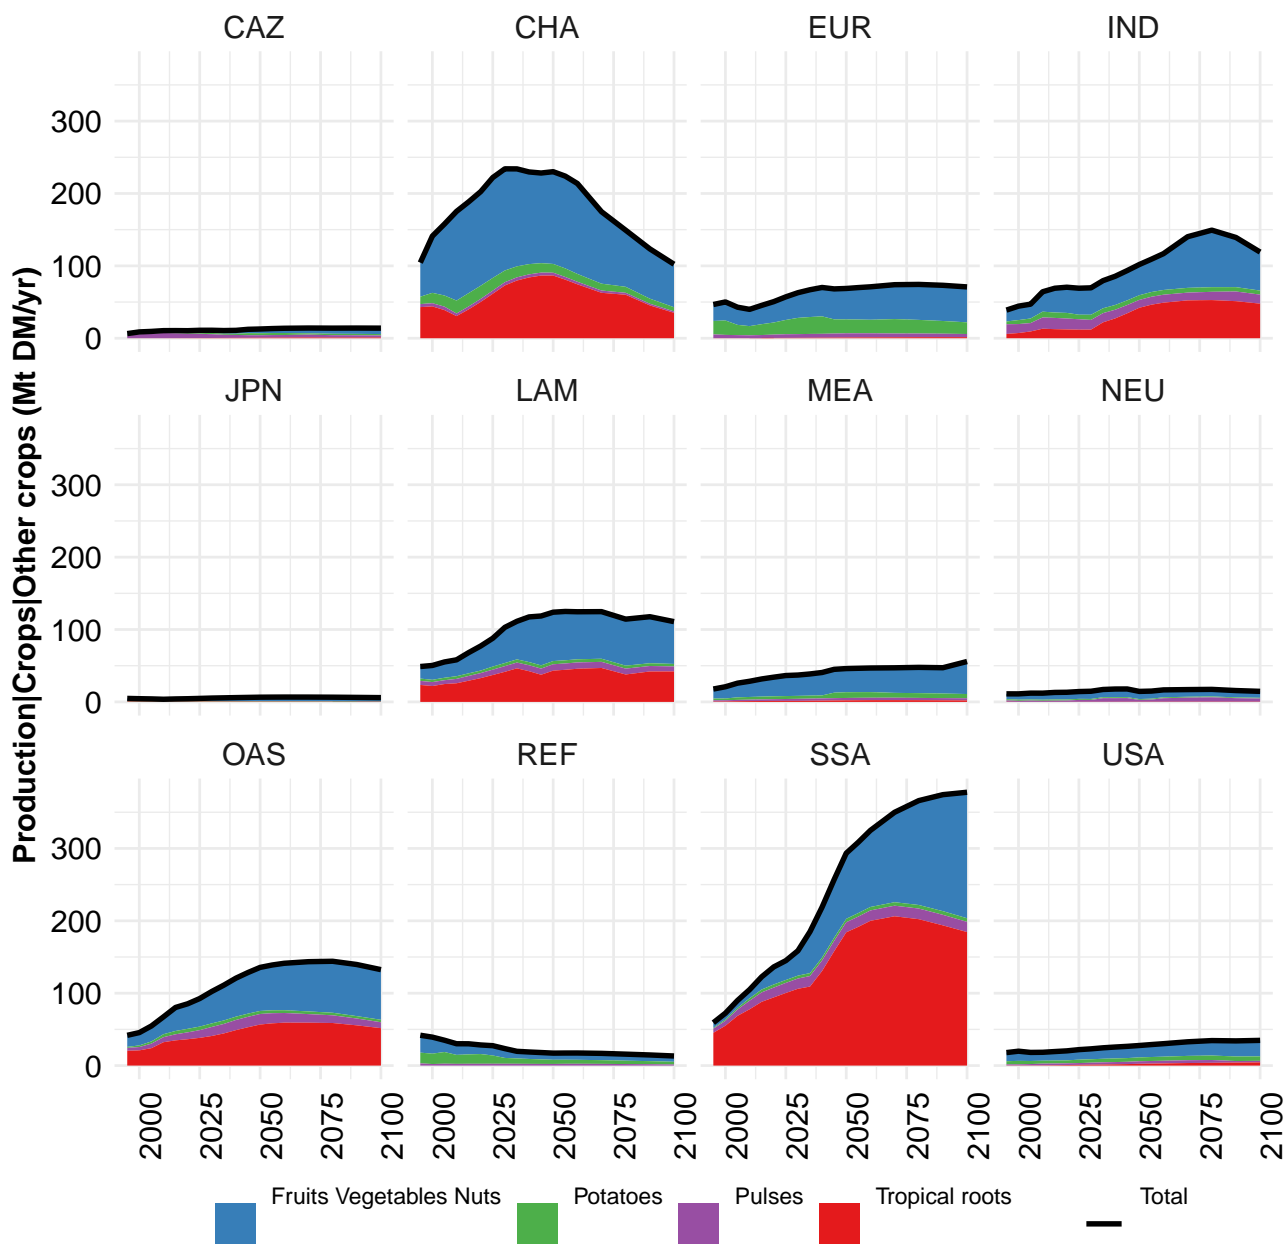 CAZ CHA EUR IND
300
200
100
0
JPN LAM MEA NEU
300
200
100
0
OAS REF SSA USA
300
200
100
0
Production|Crops|Other crops (Mt DM/yr)
2000 2025 2050 2075 2100 2000 2025 2050 2075 2100 2000 2025 2050 2075 2100 2000 2025 2050 2075 2100
Fruits Vegetables Nuts Potatoes Pulses Tropical roots Total